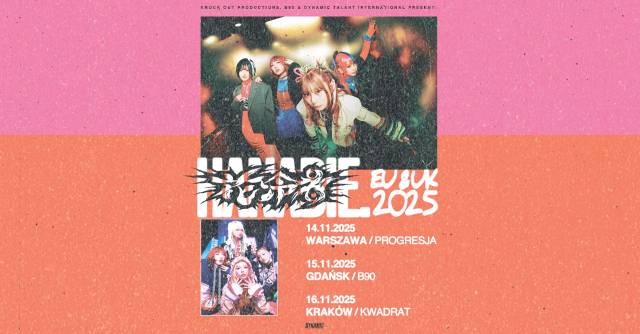 KNOCK OUT PRODUCTIONS, B90 & DYNAMIC TALENT INTERNATIONAL PRESENT:
HANABIE
EU & UK
2025
14.11.2025
WARSZAWA / PROGRESJA
15.11.2025
GDAŃSK / B90
16.11.2025
KRAKÓW / KWADRAT
DYNAMIC